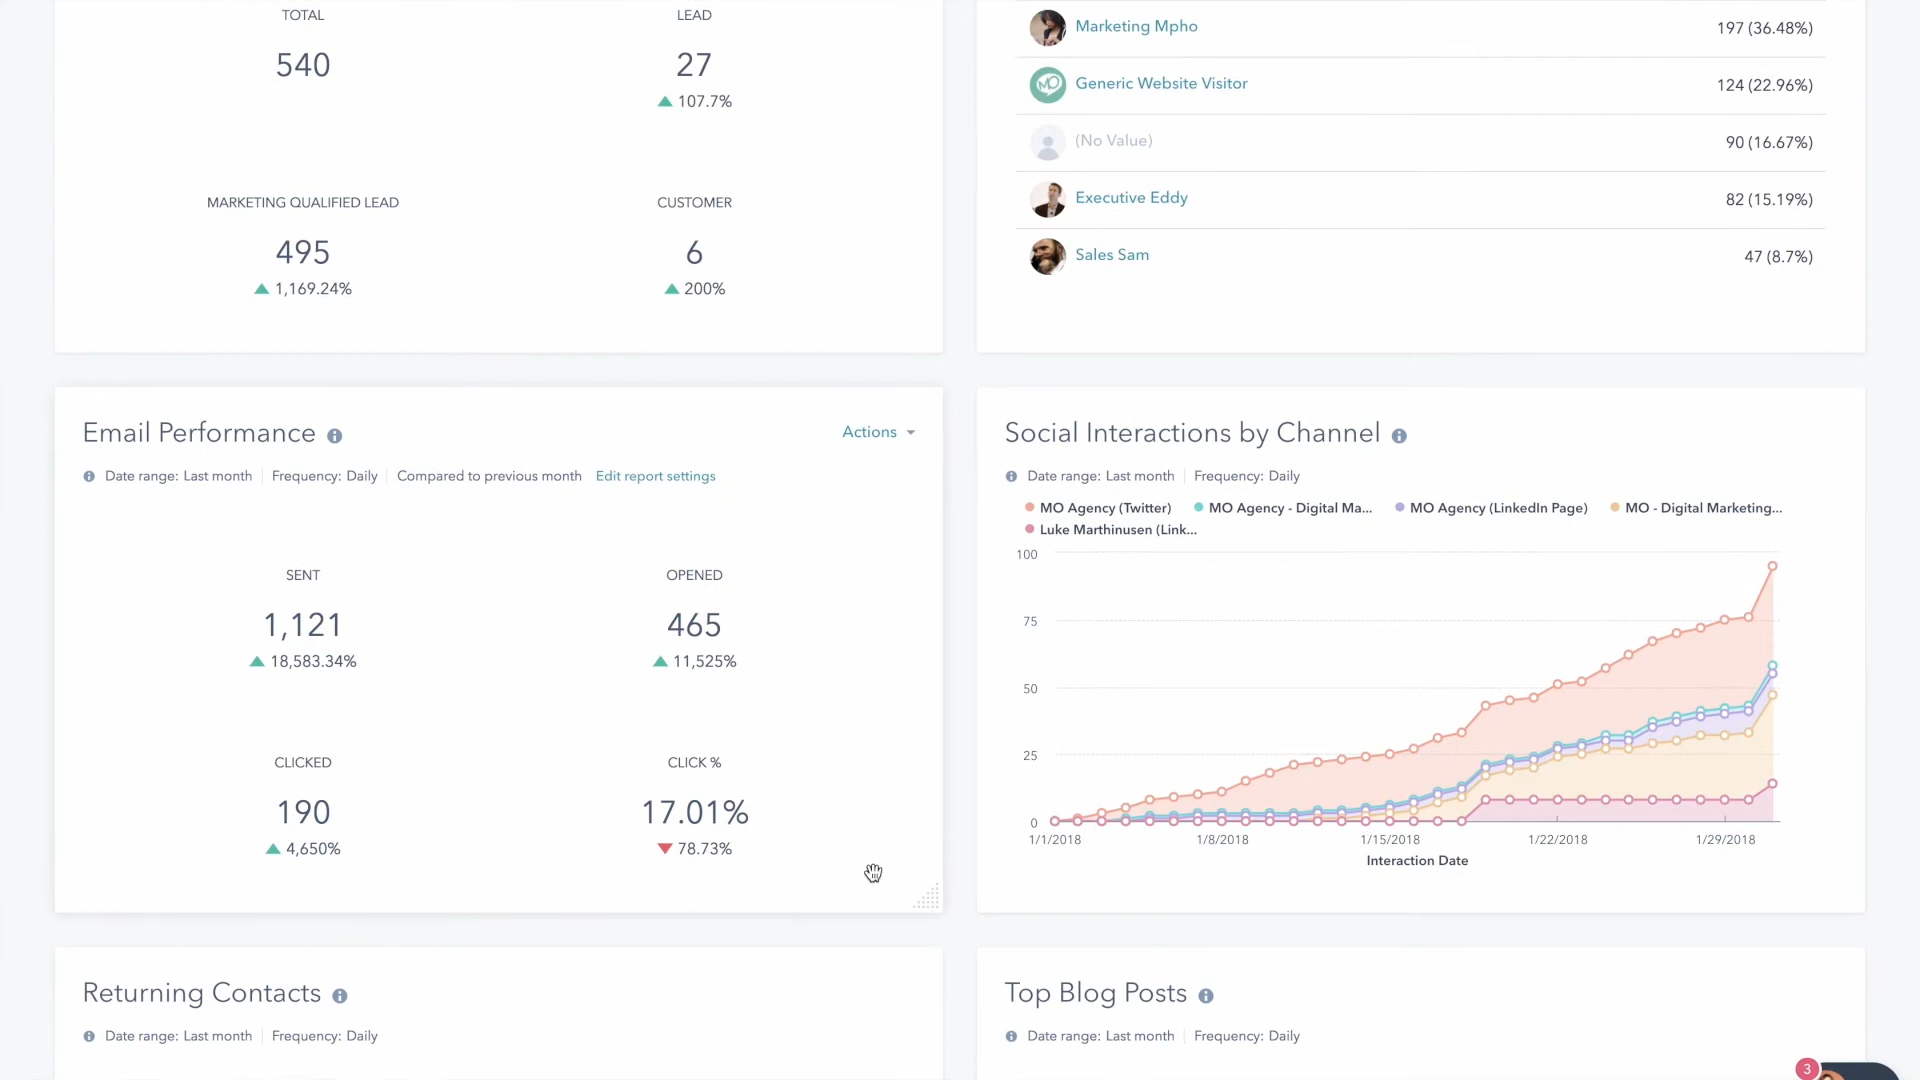 TOTAL
540
LEAD
27
107.7%
MARKETING QUALIFIED LEAD
495
1,169.24%
CUSTOMER
6
200%
Marketing Mpho 197 (36.48%)
MO
Generic Website Visitor 124 (22.96%)
(No Value) 90 (16.67%)
Executive Eddy 82 (15.19%)
Sales Sam 47 (8.7%)
Email Performance
Actions
Date range: Last month Frequency: Daily Compared to previous month Edit report settings
SENT
1,121
18,583.34%
OPENED
465
11,525%
CLICKED
190
4,650%
CLICK %
17.01%
78.73%
Social Interactions by Channel
Date range: Last month Frequency: Daily
MO Agency (Twitter) MO Agency - Digital Ma... MO Agency (LinkedIn Page) MO - Digital Marketing...
Luke Marthinusen (Link...
100
75
50
25
0
1/1/2018 1/8/2018 1/15/2018 1/22/2018 1/29/2018
Interaction Date
Returning Contacts
Date range: Last month Frequency: Daily
Top Blog Posts
Date range: Last month Frequency: Daily
3